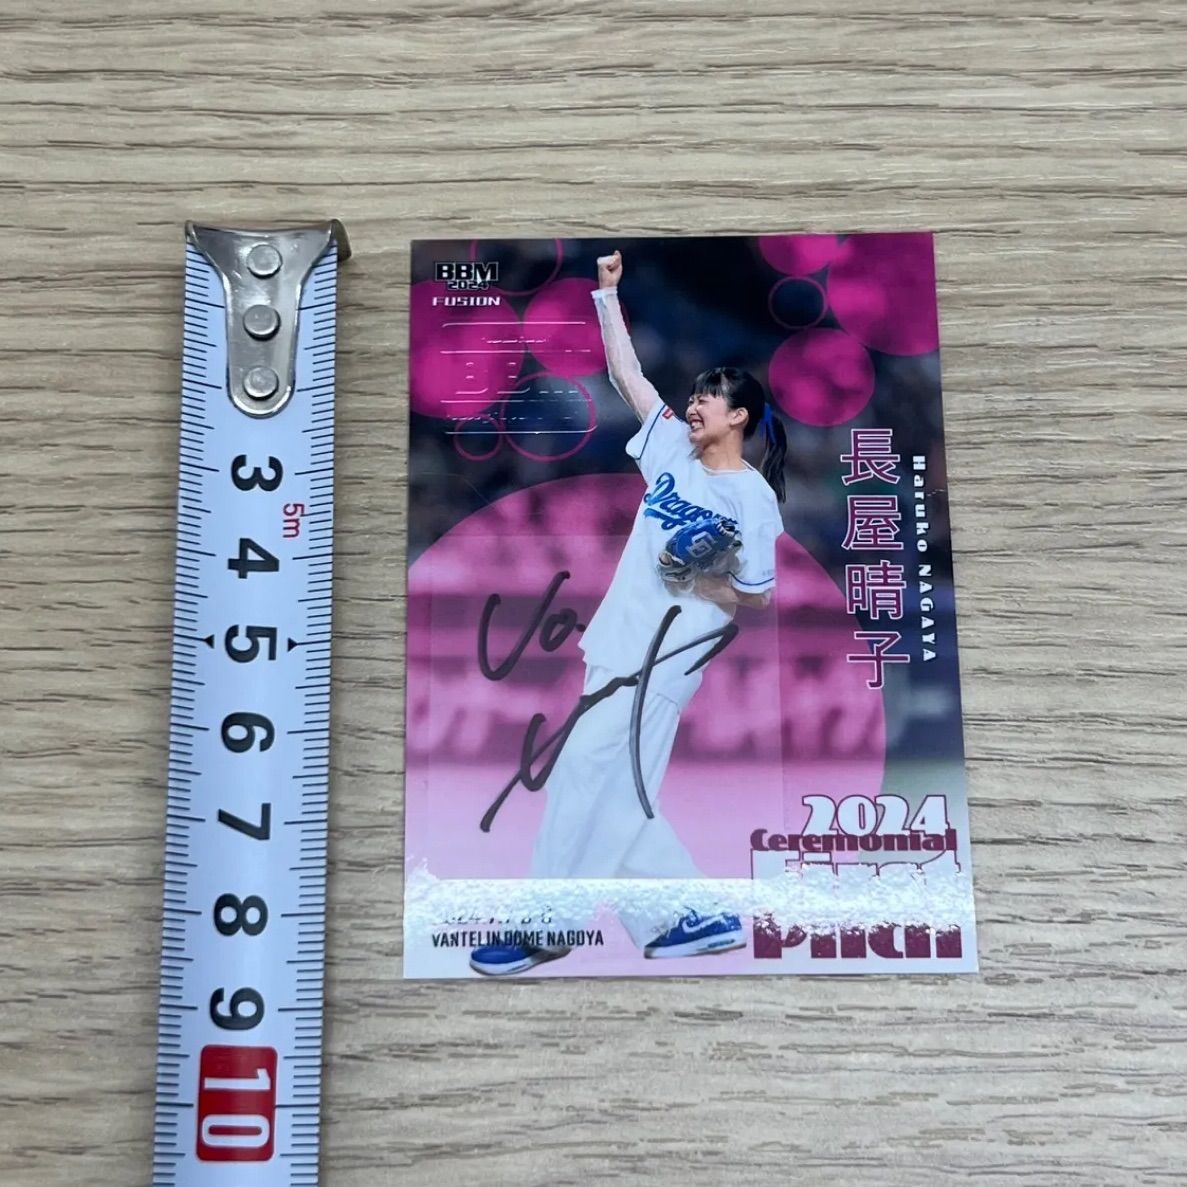 BBM
2024
FUSION
Dragons
長屋晴子
Haruko NAGAYA
2024
Ceremonial
First
Pitch
VANTELIN DOME NAGOYA
3
5m
4
5
6
7
8
9
10